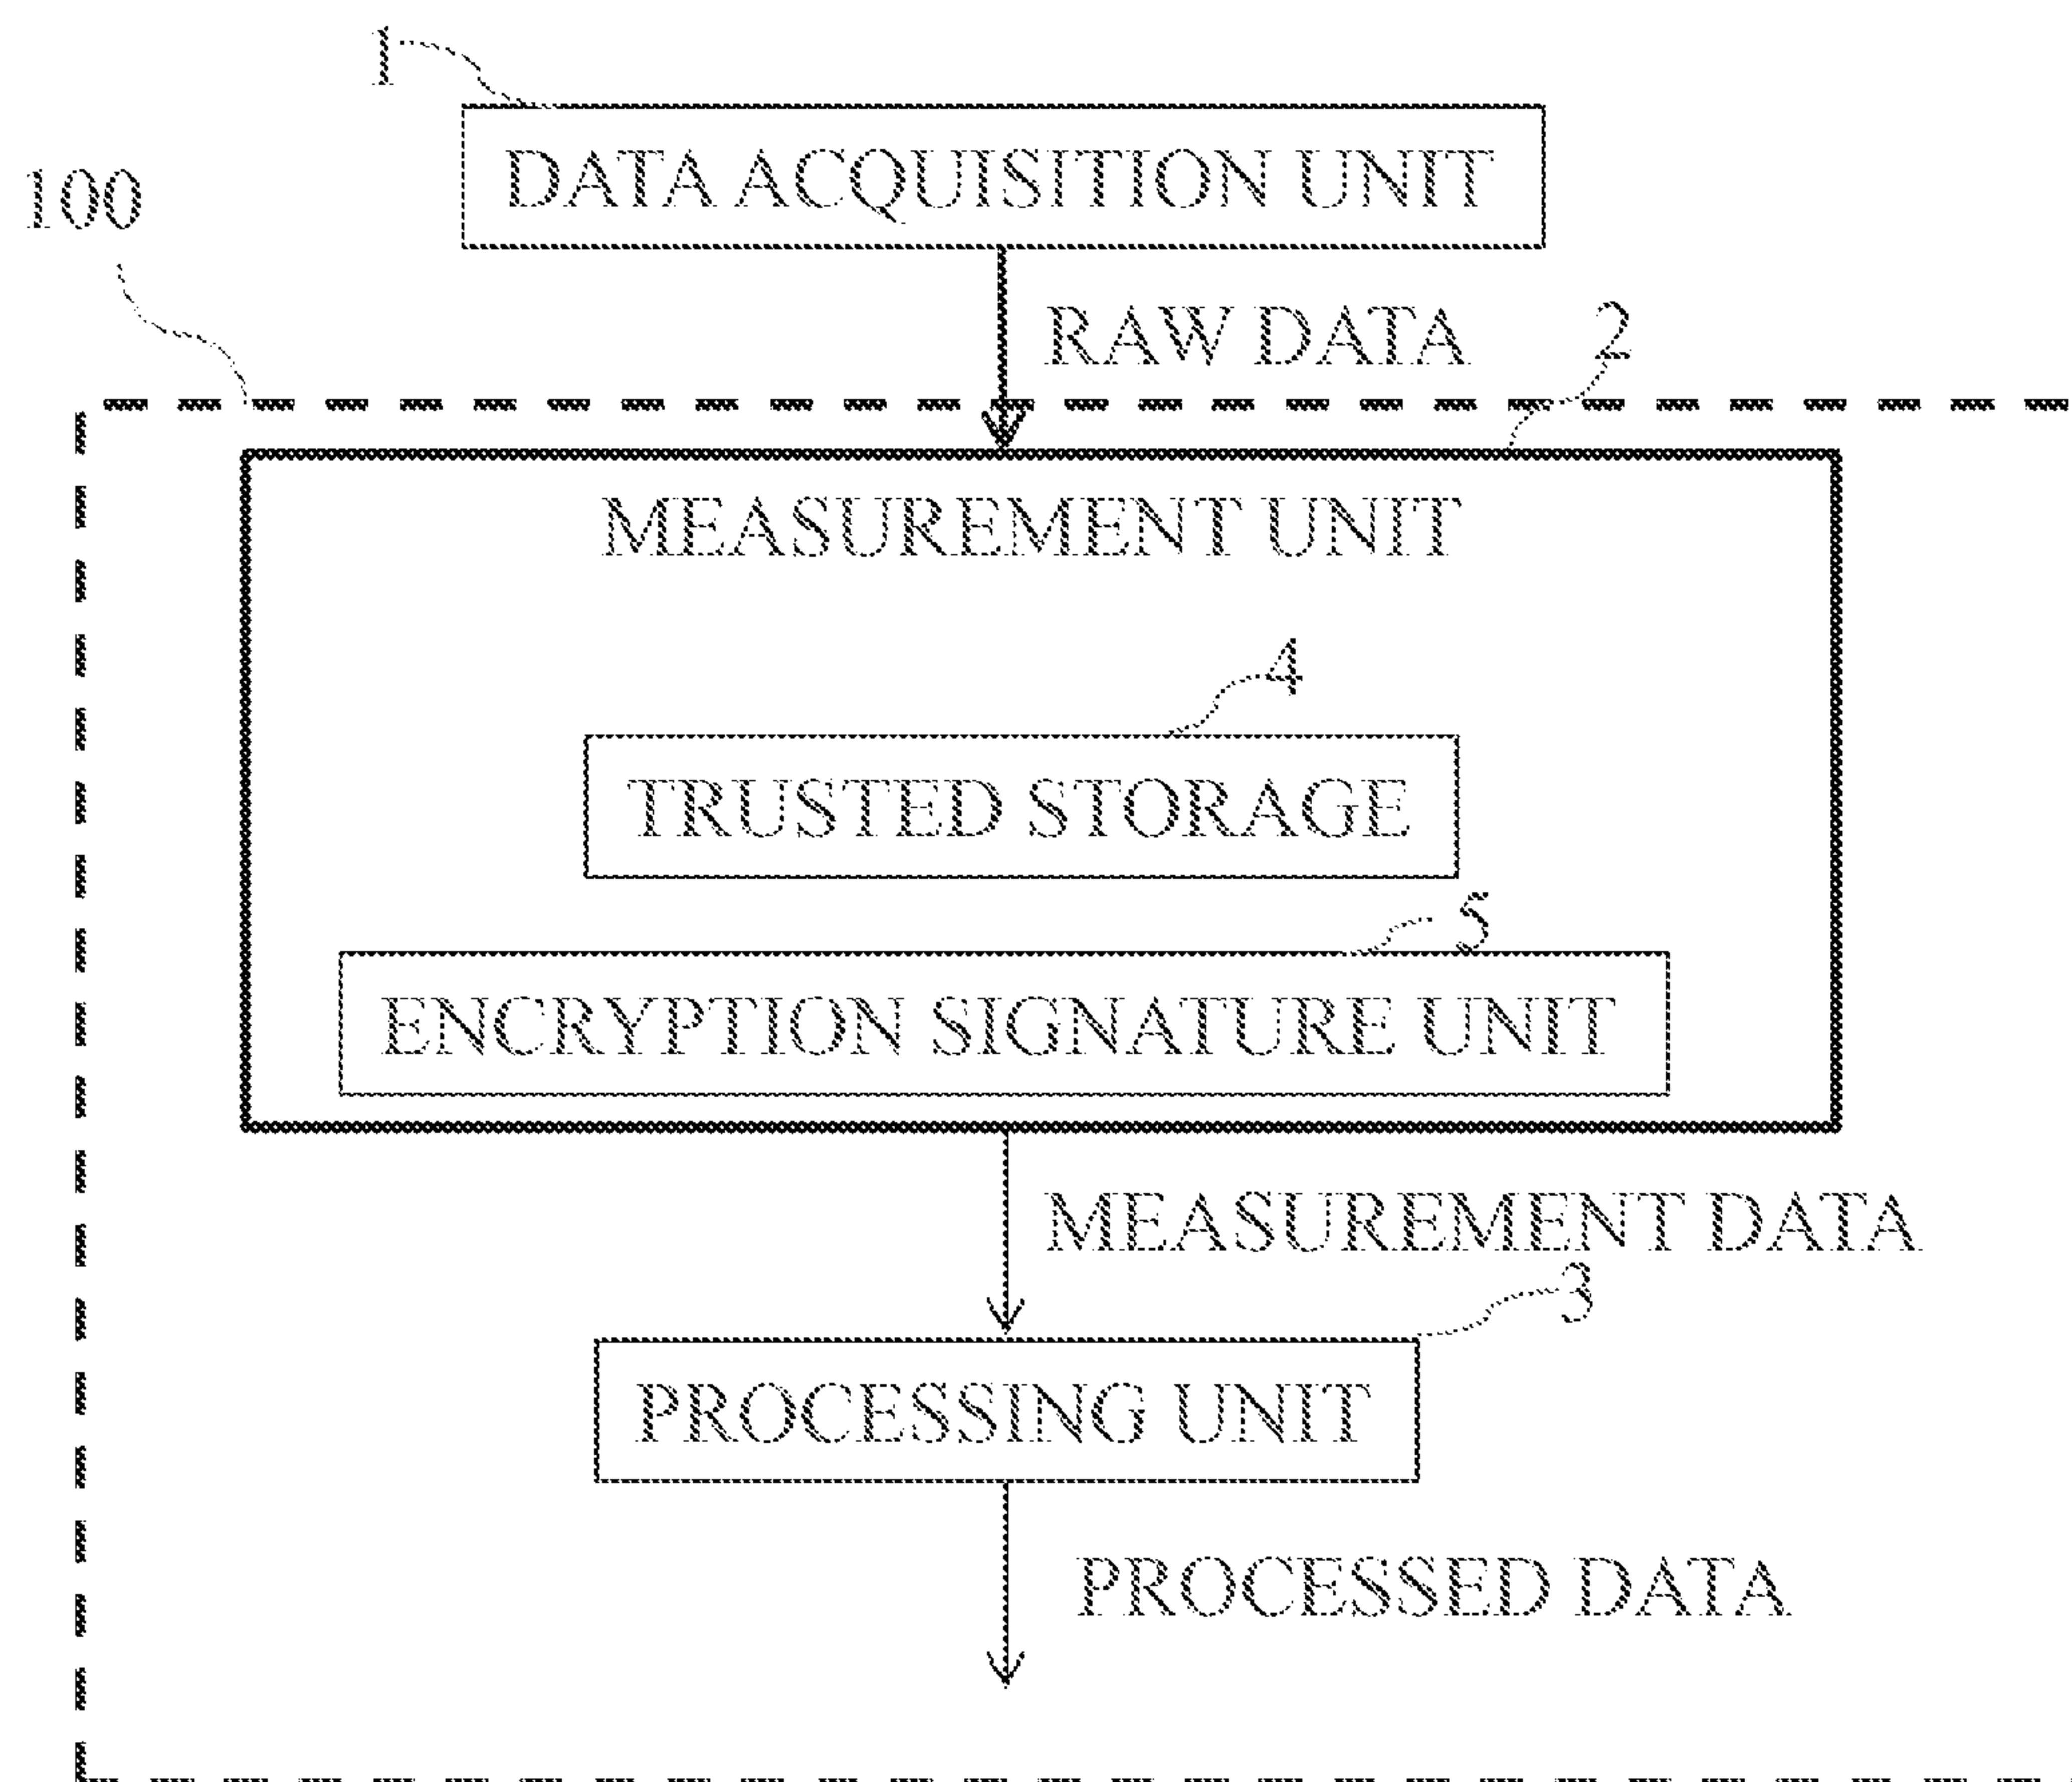 1
DATA ACQUISITION UNIT
100
RAW DATA
2
MEASUREMENT UNIT
4
TRUSTED STORAGE
5
ENCRYPTION SIGNATURE UNIT
MEASUREMENT DATA
3
PROCESSING UNIT
PROCESSED DATA